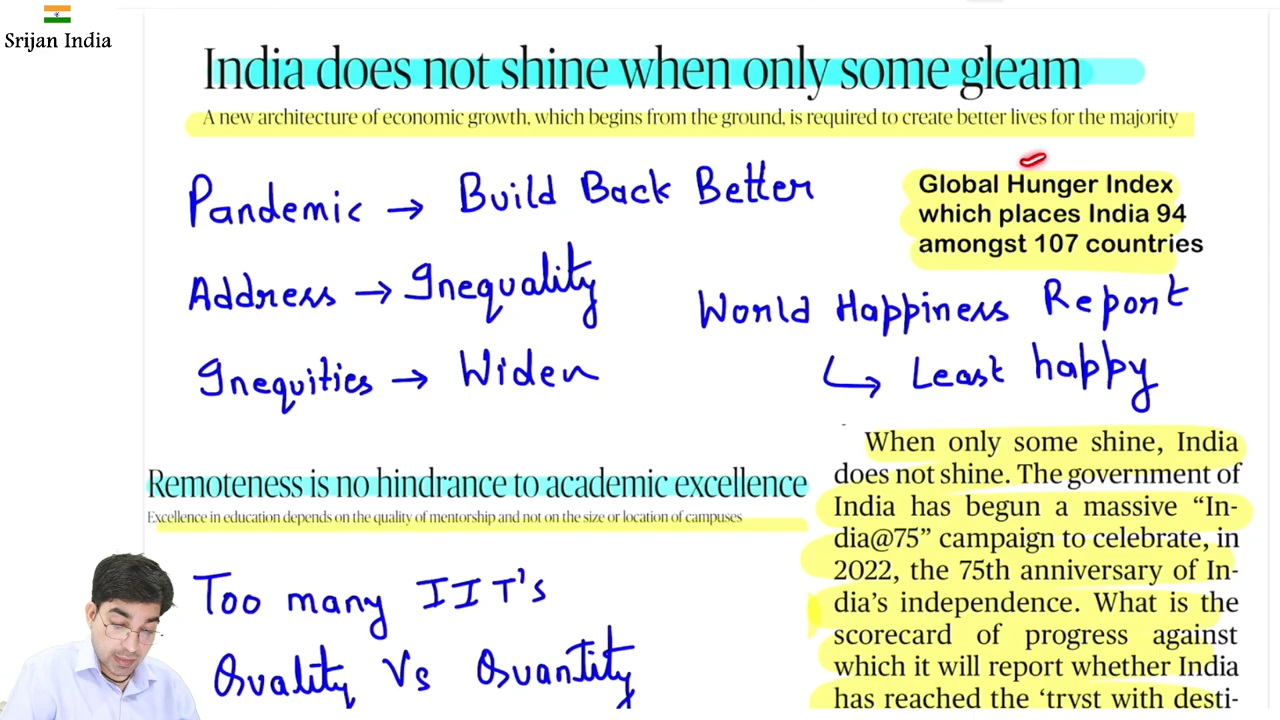 Srijan India
India does not shine when only some gleam
A new architecture of economic growth, which begins from the ground, is required to create better lives for the majority
Pandemic → Build Back Better
Address → Inequality
Inequities → Widen
Global Hunger Index
which places India 94
amongst 107 countries
World Happiness Report
↳ Least happy
Remoteness is no hindrance to academic excellence
Excellence in education depends on the quality of mentorship and not on the size or location of campuses
Too many IIT's
Quality Vs Quantity
When only some shine, India
does not shine. The government of
India has begun a massive “In-
dia@75” campaign to celebrate, in
2022, the 75th anniversary of In-
dia’s independence. What is the
scorecard of progress against
which it will report whether India
has reached the ‘tryst with desti-